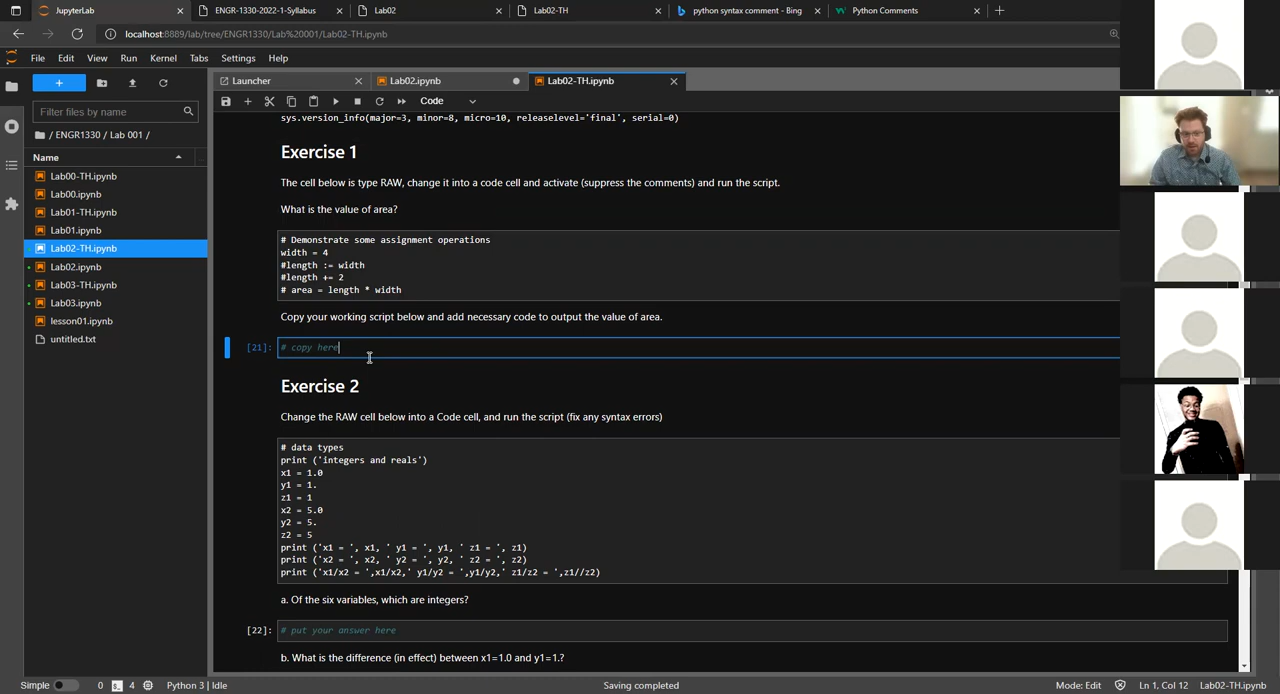 JupyterLab
ENGR-1330-2022-1-Syllabus
Lab02
Lab02-TH
python syntax comment - Bing
Python Comments
localhost:8889/lab/tree/ENGR1330/Lab%20001/Lab02-TH.ipynb
File Edit View Run Kernel Tabs Settings Help
Launcher
Lab02.ipynb
Lab02-TH.ipynb
Code
Filter files by name
/ ENGR1330 / Lab 001 /
Name
Lab00-TH.ipynb
Lab00.ipynb
Lab01-TH.ipynb
Lab01.ipynb
Lab02-TH.ipynb
Lab02.ipynb
Lab03-TH.ipynb
Lab03.ipynb
lesson01.ipynb
untitled.txt
sys.version_info(major=3, minor=8, micro=10, releaselevel='final', serial=0)
Exercise 1
The cell below is type RAW, change it into a code cell and activate (suppress the comments) and run the script.
What is the value of area?
# Demonstrate some assignment operations
width = 4
#length := width
#length += 2
# area = length * width
Copy your working script below and add necessary code to output the value of area.
[21]: # copy here
Exercise 2
Change the RAW cell below into a Code cell, and run the script (fix any syntax errors)
# data types
print ('integers and reals')
x1 = 1.0
y1 = 1.
z1 = 1
x2 = 5.0
y2 = 5.
z2 = 5
print ('x1 = ', x1, ' y1 = ', y1, ' z1 = ', z1)
print ('x2 = ', x2, ' y2 = ', y2, ' z2 = ', z2)
print ('x1/x2 = ',x1/x2,' y1/y2 = ',y1/y2,' z1/z2 = ',z1//z2)
a. Of the six variables, which are integers?
[22]: # put your answer here
b. What is the difference (in effect) between x1=1.0 and y1=1.?
Simple 0 4 Python 3 | Idle Saving completed Mode: Edit Ln 1, Col 12 Lab02-TH.ipynb